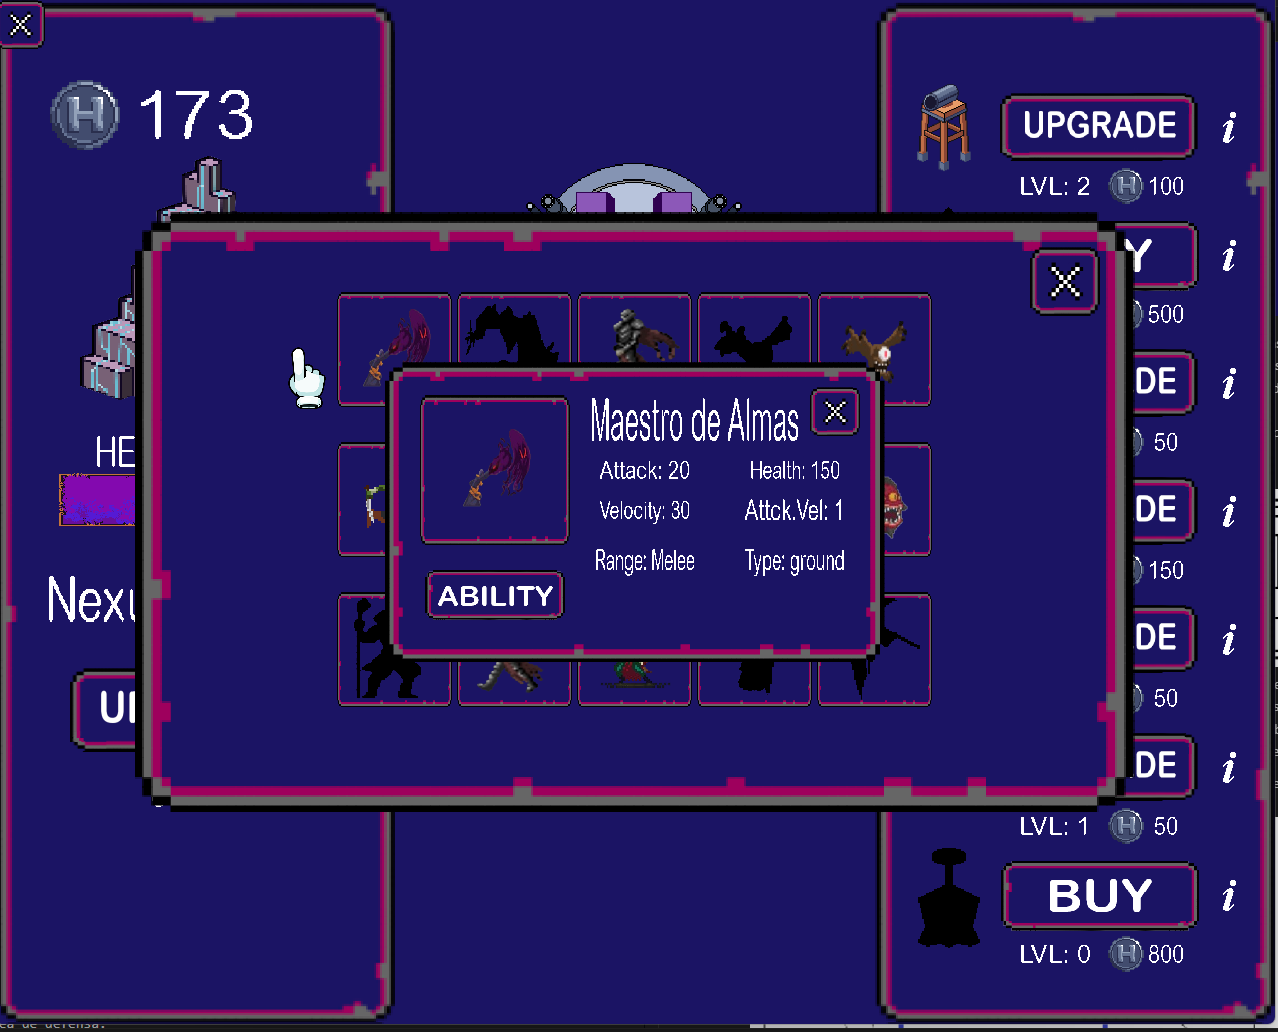 173
UPGRADE i
LVL: 2 100
i
500
i
50
i
150
i
50
i
LVL: 1 50
BUY i
LVL: 0 800
Maestro de Almas
Attack: 20 Health: 150
Velocity: 30 Attck.Vel: 1
Range: Melee Type: ground
ABILITY